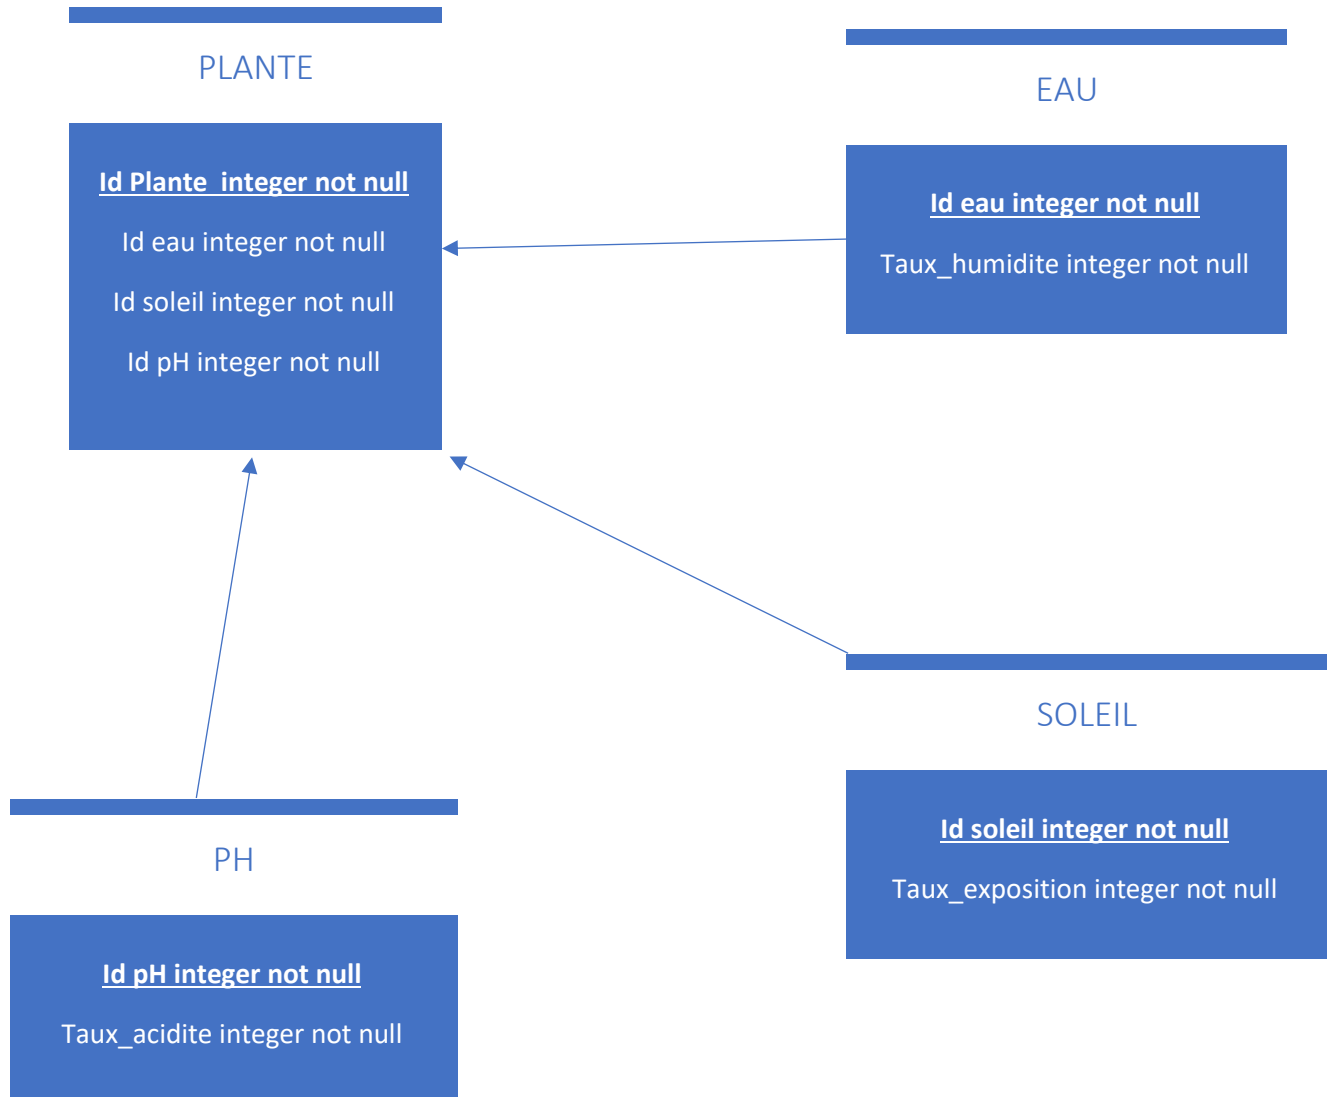 PLANTE
Id Plante  integer not null
Id eau integer not null
Id soleil integer not null
Id pH integer not null
EAU
Id eau integer not null
Taux_humidite integer not null
SOLEIL
Id soleil integer not null
Taux_exposition integer not null
PH
Id pH integer not null
Taux_acidite integer not null